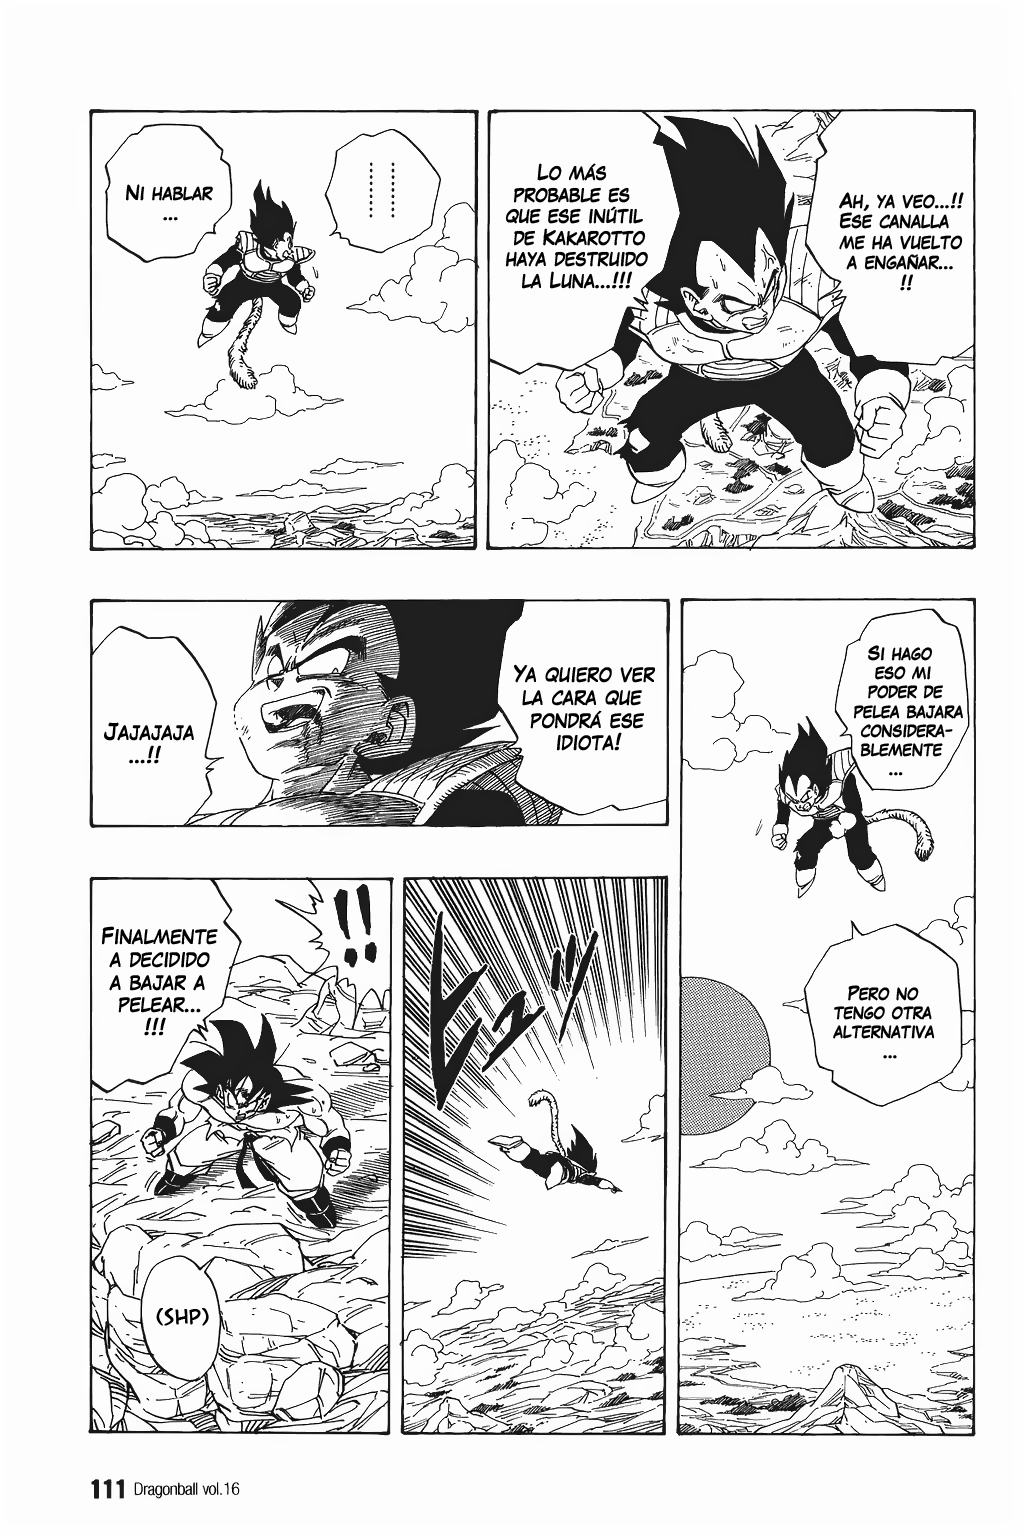 Ah, ya veo...!!
Ese canalla
me ha vuelto
a engañar...
!!
Lo más
probable es
que ese inútil
de Kakarotto
haya destruido
la Luna...!!!
Ni hablar
...
Si hago
eso mi
poder de
pelea bajara
considera-
blemente
...
Pero no
tengo otra
alternativa
...
Ya quiero ver
la cara que
pondrá ese
idiota!
Jajajaja
...!!
ビュッ
!!
Finalmente
a decidido
a bajar a
pelear...
!!!
(SHP)
111 Dragonball vol.16